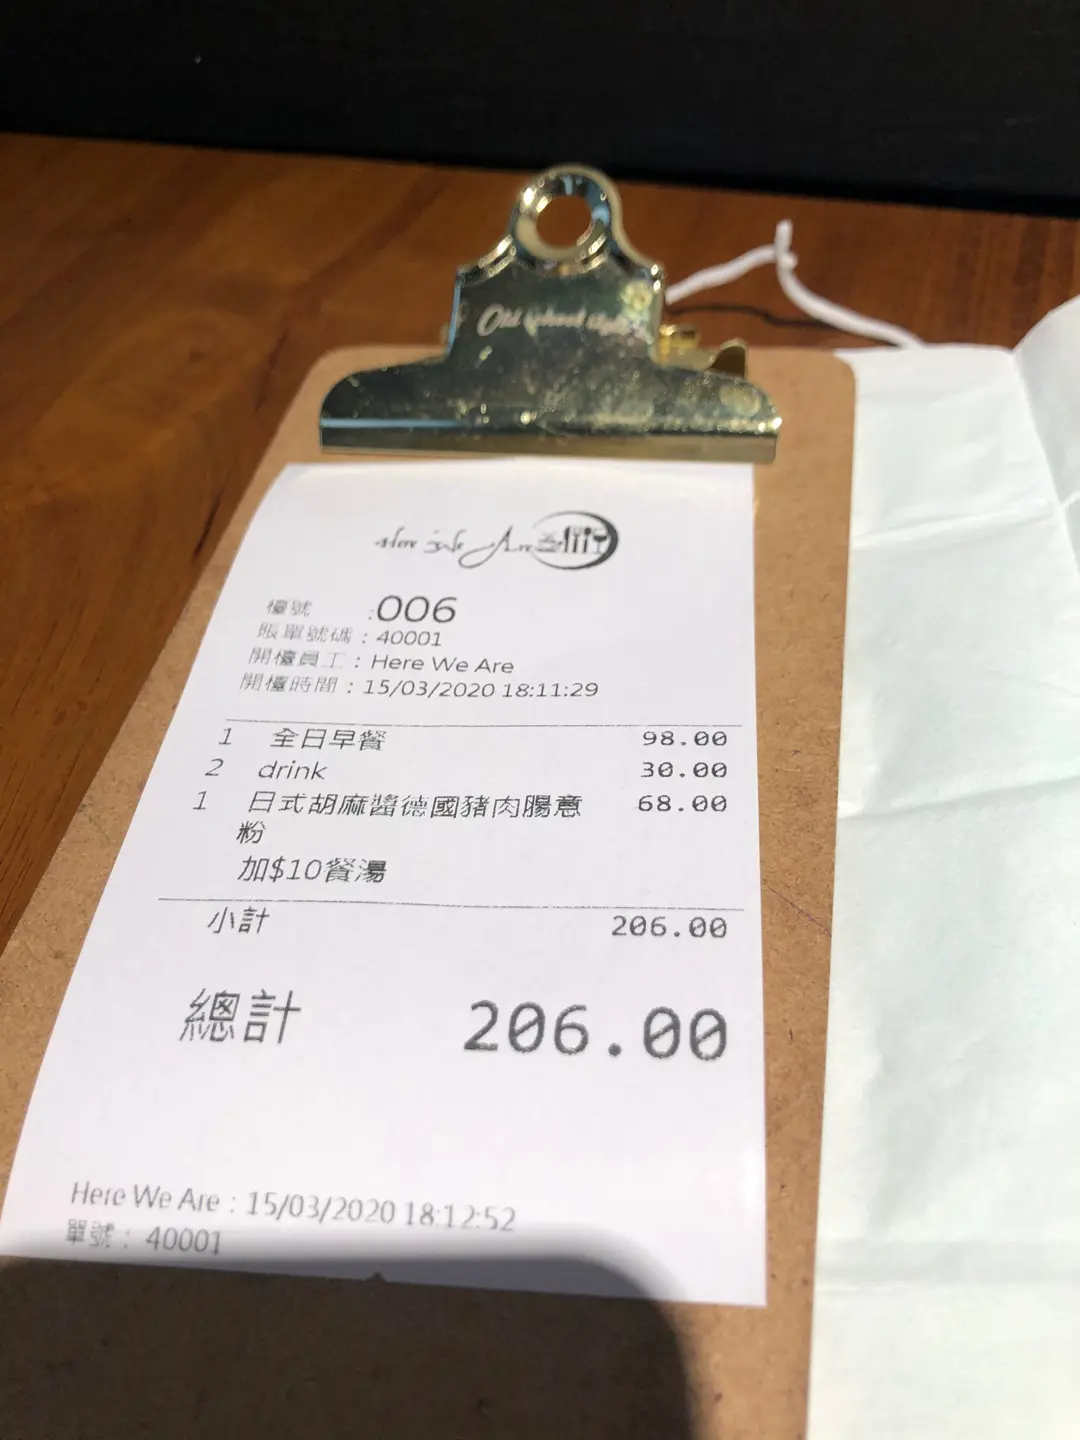 Old school style
Here We Are
檯號 :006
賬單號碼 : 40001
開檯員工 : Here We Are
開檯時間 : 15/03/2020 18:11:29
1 全日早餐 98.00
2 drink 30.00
1 日式胡麻醬德國豬肉腸意 68.00
粉
加$10餐湯
小計 206.00
總計 206.00
Here We Are : 15/03/2020 18:12:52
單號 : 40001